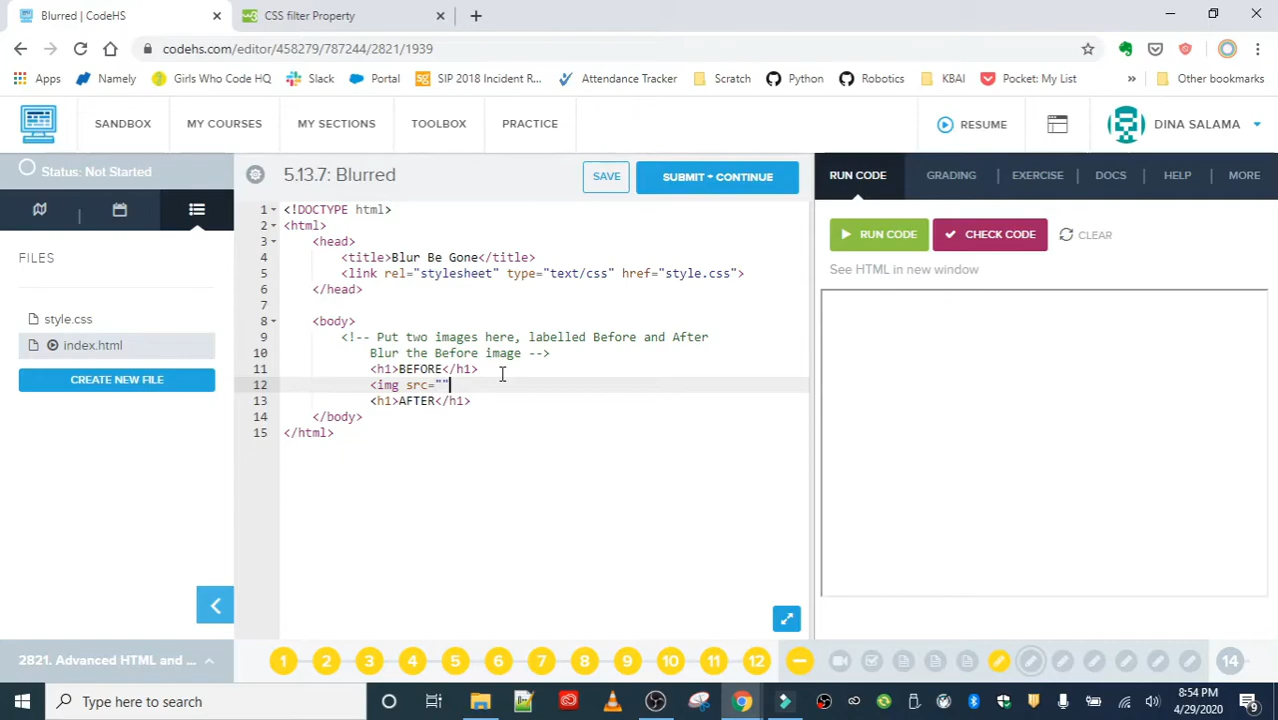 Blurred | CodeHS
CSS filter Property
codehs.com/editor/458279/787244/2821/1939
Apps Namely Girls Who Code HQ Slack Portal SIP 2018 Incident R... Attendance Tracker Scratch Python Robotics KBAI Pocket: My List » Other bookmarks
SANDBOX MY COURSES MY SECTIONS TOOLBOX PRACTICE RESUME DINA SALAMA
Status: Not Started
5.13.7: Blurred SAVE SUBMIT + CONTINUE
RUN CODE GRADING EXERCISE DOCS HELP MORE
RUN CODE CHECK CODE CLEAR
See HTML in new window
FILES
style.css
index.html
CREATE NEW FILE
1 <!DOCTYPE html>
2 <html>
3 <head>
4 <title>Blur Be Gone</title>
5 <link rel="stylesheet" type="text/css" href="style.css">
6 </head>
7
8 <body>
9 <!-- Put two images here, labelled Before and After
10 Blur the Before image -->
11 <h1>BEFORE</h1>
12 <img src=""
13 <h1>AFTER</h1>
14 </body>
15 </html>
2821. Advanced HTML and ...
1 2 3 4 5 6 7 8 9 10 11 12 14
Type here to search
8:54 PM
4/29/2020
9